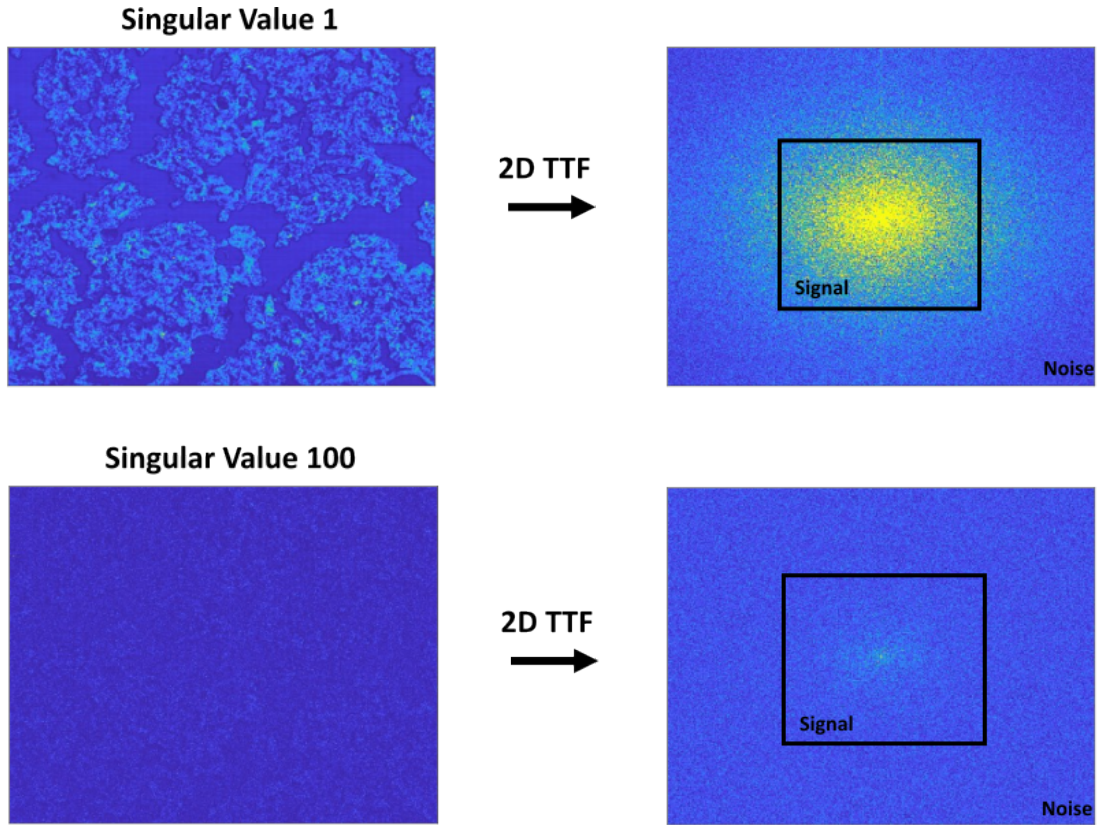 Singular Value 1
2D TTF
Signal
Noise
Singular Value 100
2D TTF
Signal
Noise